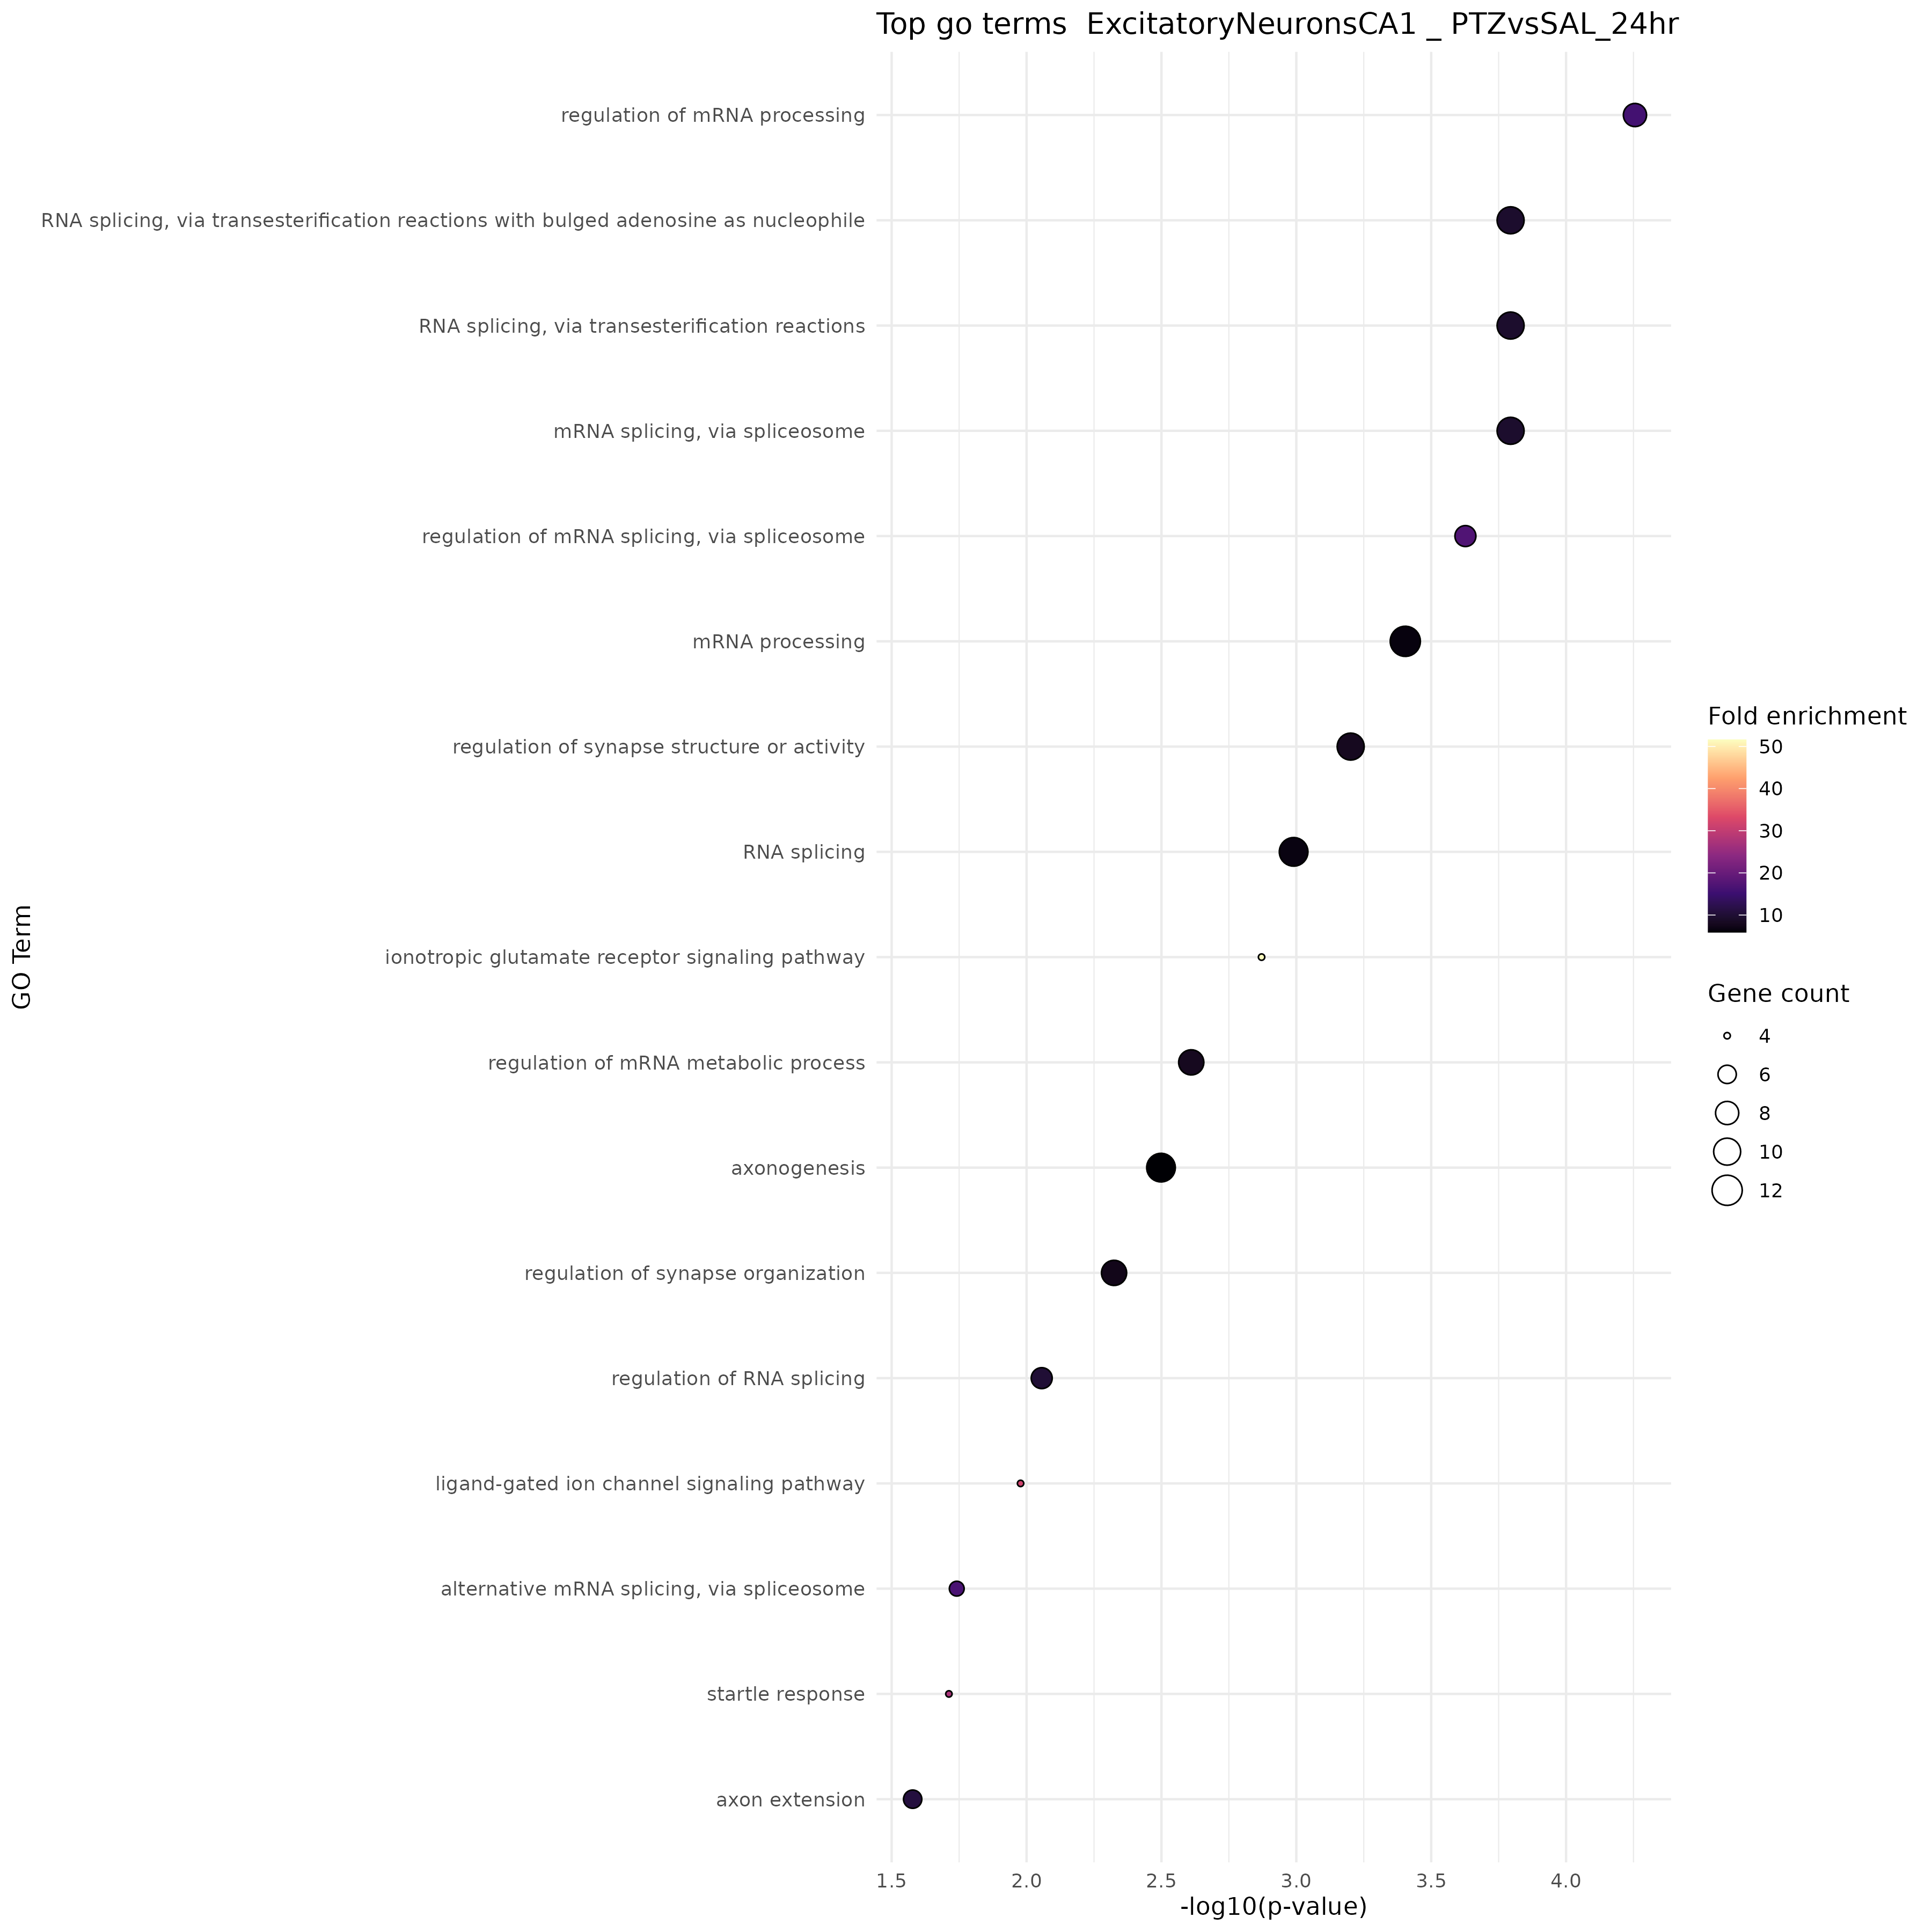 Top go terms  ExcitatoryNeuronsCA1 _ PTZvsSAL_24hr
regulation of mRNA processing
RNA splicing, via transesterification reactions with bulged adenosine as nucleophile
RNA splicing, via transesterification reactions
mRNA splicing, via spliceosome
regulation of mRNA splicing, via spliceosome
mRNA processing
regulation of synapse structure or activity
RNA splicing
ionotropic glutamate receptor signaling pathway
regulation of mRNA metabolic process
axonogenesis
regulation of synapse organization
regulation of RNA splicing
ligand-gated ion channel signaling pathway
alternative mRNA splicing, via spliceosome
startle response
axon extension
GO Term
1.5 2.0 2.5 3.0 3.5 4.0
-log10(p-value)
Fold enrichment
50
40
30
20
10
Gene count
4
6
8
10
12